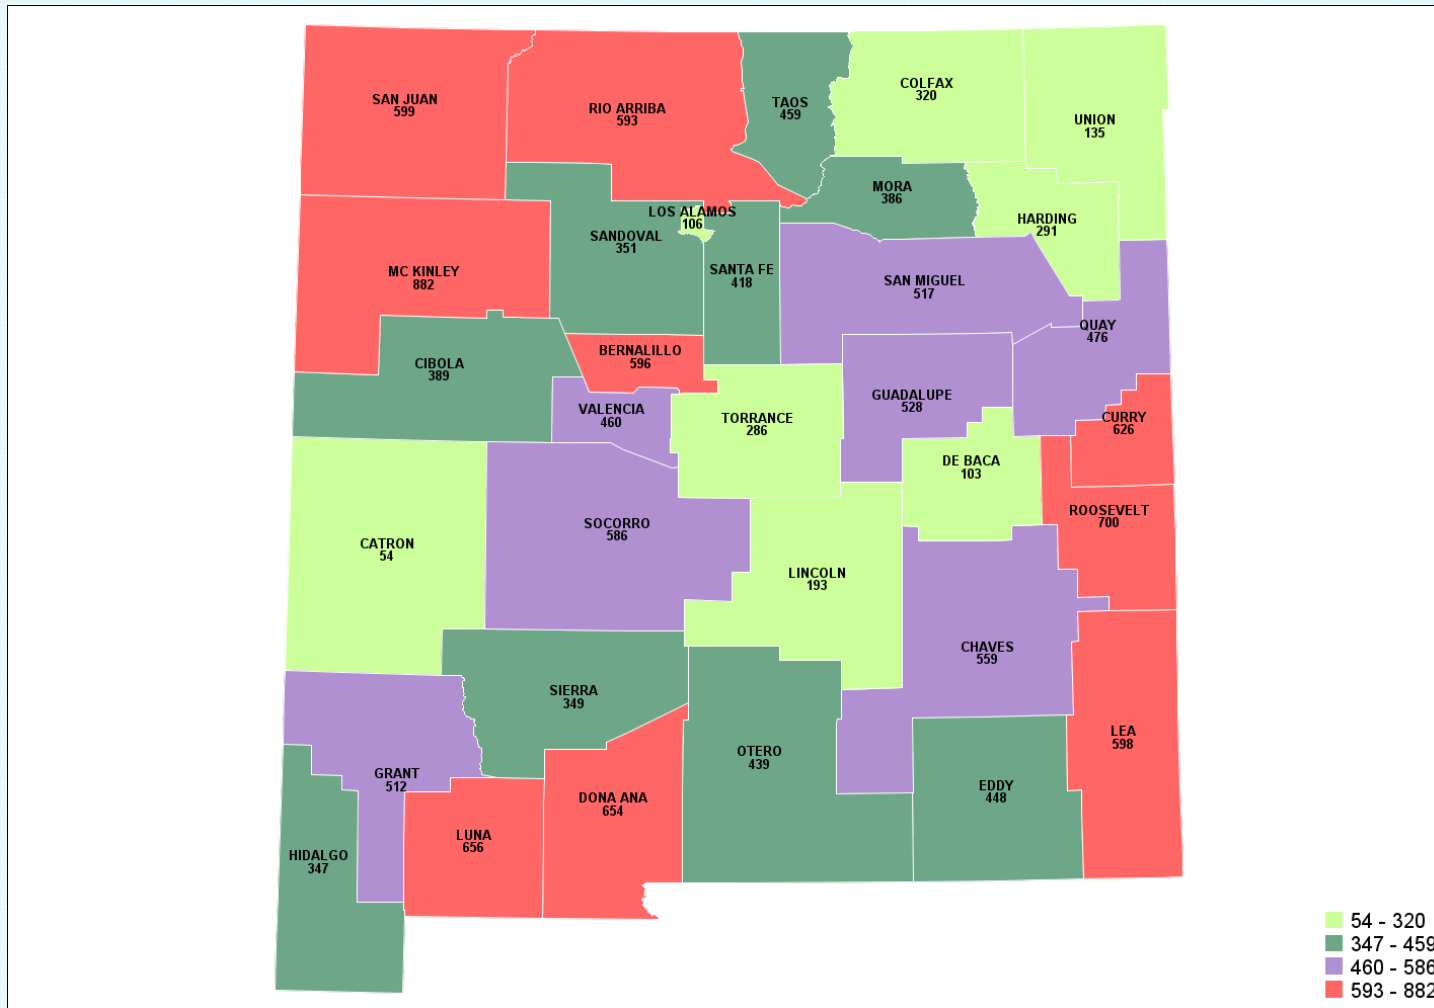 COLFAX
320
SAN JUAN
599
RIO ARRIBA
593
TAOS
459
UNION
135
MORA
386
LOS ALAMOS
106
HARDING
291
SANDOVAL
351
MC KINLEY
882
SANTA FE
418
SAN MIGUEL
517
QUAY
476
BERNALILLO
596
CIBOLA
389
GUADALUPE
528
VALENCIA
460
TORRANCE
286
CURRY
626
DE BACA
103
ROOSEVELT
700
SOCORRO
586
CATRON
54
LINCOLN
193
CHAVES
559
SIERRA
349
LEA
598
OTERO
439
GRANT
512
EDDY
448
DONA ANA
654
LUNA
656
HIDALGO
347
54 - 320
347 - 459
460 - 586
593 - 882